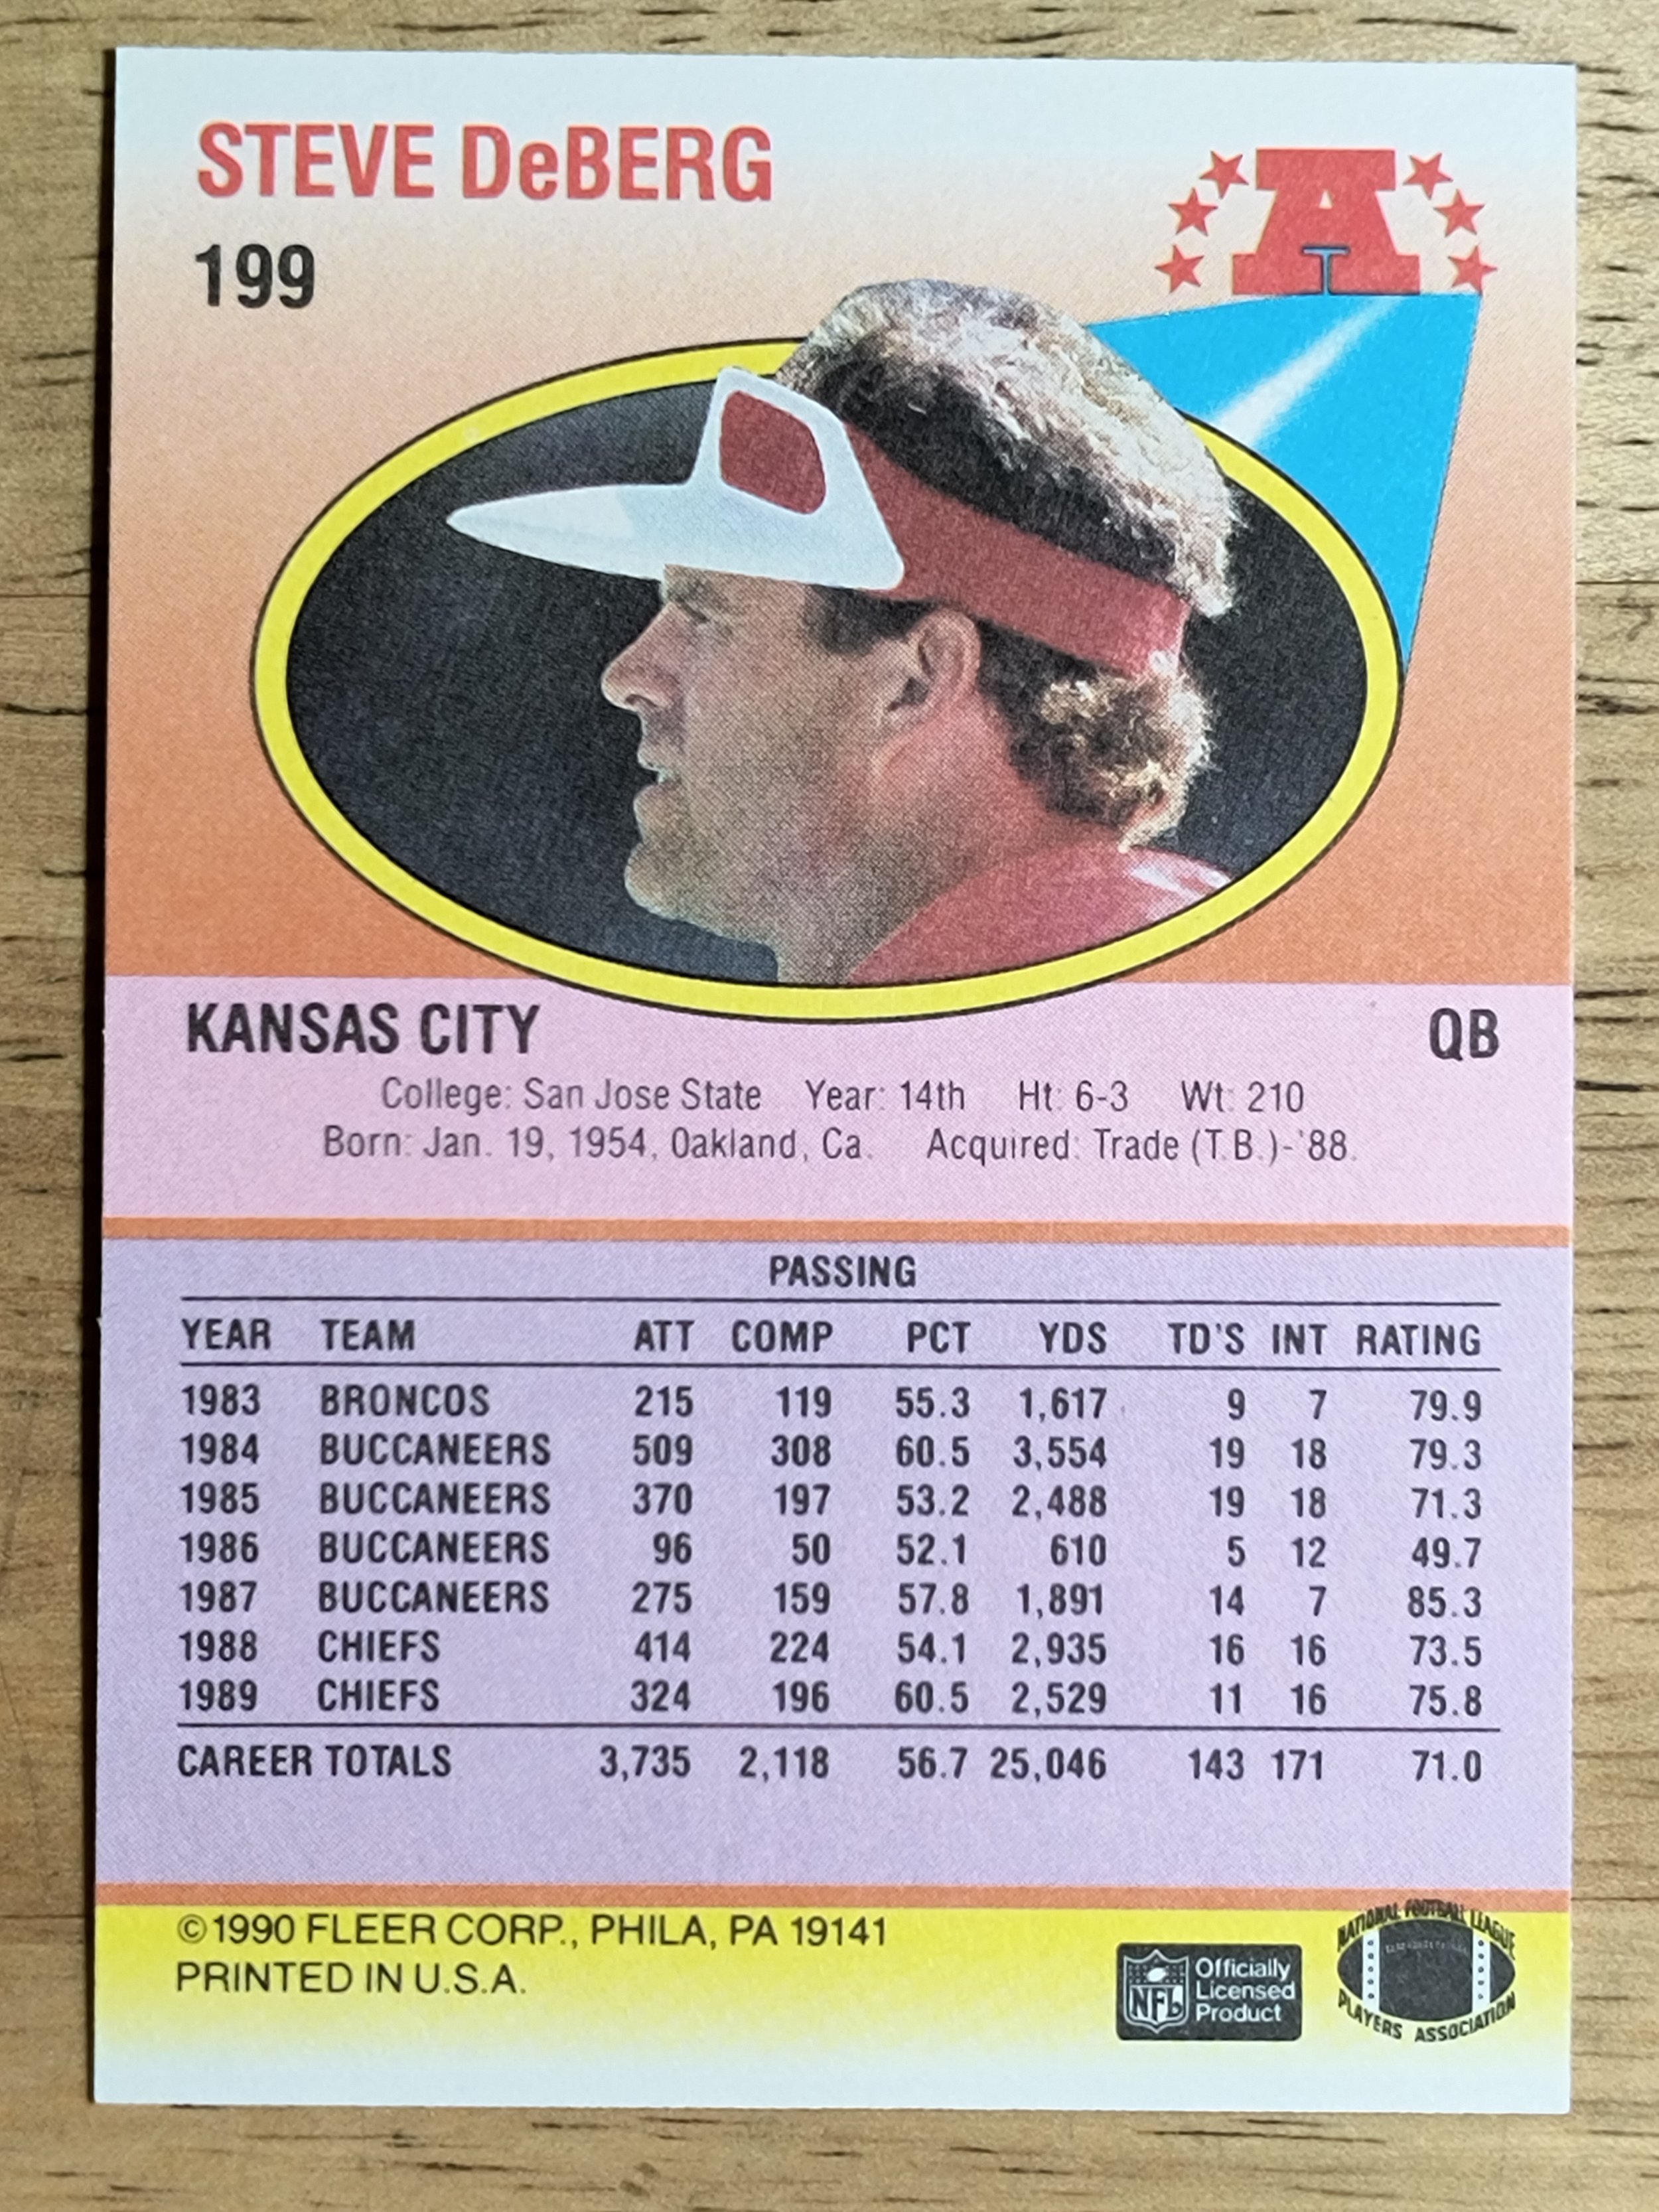 STEVE DeBERG
199
A
KANSAS CITY QB
College: San Jose State Year: 14th Ht: 6-3 Wt: 210
Born: Jan. 19, 1954, Oakland, Ca. Acquired: Trade (T.B.)-'88.
PASSING
YEAR TEAM ATT COMP PCT YDS TD'S INT RATING
1983 BRONCOS 215 119 55.3 1,617 9 7 79.9
1984 BUCCANEERS 509 308 60.5 3,554 19 18 79.3
1985 BUCCANEERS 370 197 53.2 2,488 19 18 71.3
1986 BUCCANEERS 96 50 52.1 610 5 12 49.7
1987 BUCCANEERS 275 159 57.8 1,891 14 7 85.3
1988 CHIEFS 414 224 54.1 2,935 16 16 73.5
1989 CHIEFS 324 196 60.5 2,529 11 16 75.8
CAREER TOTALS 3,735 2,118 56.7 25,046 143 171 71.0
©1990 FLEER CORP., PHILA, PA 19141
PRINTED IN U.S.A.
NFL
Officially
Licensed
Product
NATIONAL FOOTBALL LEAGUE
PLAYERS ASSOCIATION